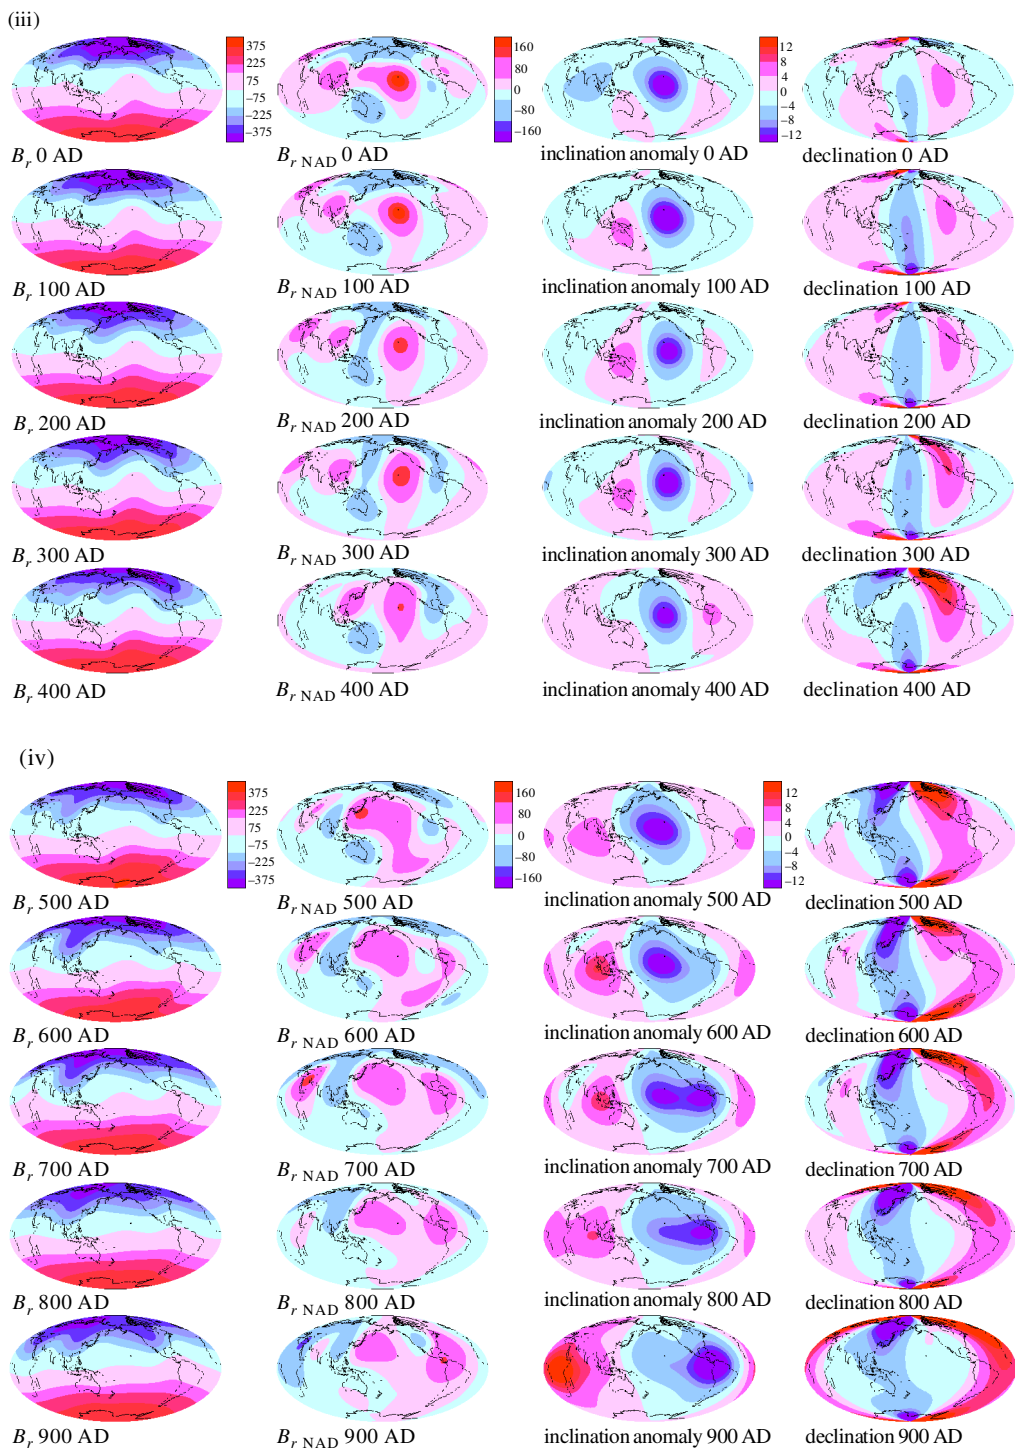 (iii)
375
225
75
−75
−225
−375
160
80
0
−80
−160
12
8
4
0
−4
−8
−12
B_r 0 AD
B_r NAD 0 AD
inclination anomaly 0 AD
declination 0 AD
B_r 100 AD
B_r NAD 100 AD
inclination anomaly 100 AD
declination 100 AD
B_r 200 AD
B_r NAD 200 AD
inclination anomaly 200 AD
declination 200 AD
B_r 300 AD
B_r NAD 300 AD
inclination anomaly 300 AD
declination 300 AD
B_r 400 AD
B_r NAD 400 AD
inclination anomaly 400 AD
declination 400 AD
(iv)
375
225
75
−75
−225
−375
160
80
0
−80
−160
12
8
4
0
−4
−8
−12
B_r 500 AD
B_r NAD 500 AD
inclination anomaly 500 AD
declination 500 AD
B_r 600 AD
B_r NAD 600 AD
inclination anomaly 600 AD
declination 600 AD
B_r 700 AD
B_r NAD 700 AD
inclination anomaly 700 AD
declination 700 AD
B_r 800 AD
B_r NAD 800 AD
inclination anomaly 800 AD
declination 800 AD
B_r 900 AD
B_r NAD 900 AD
inclination anomaly 900 AD
declination 900 AD